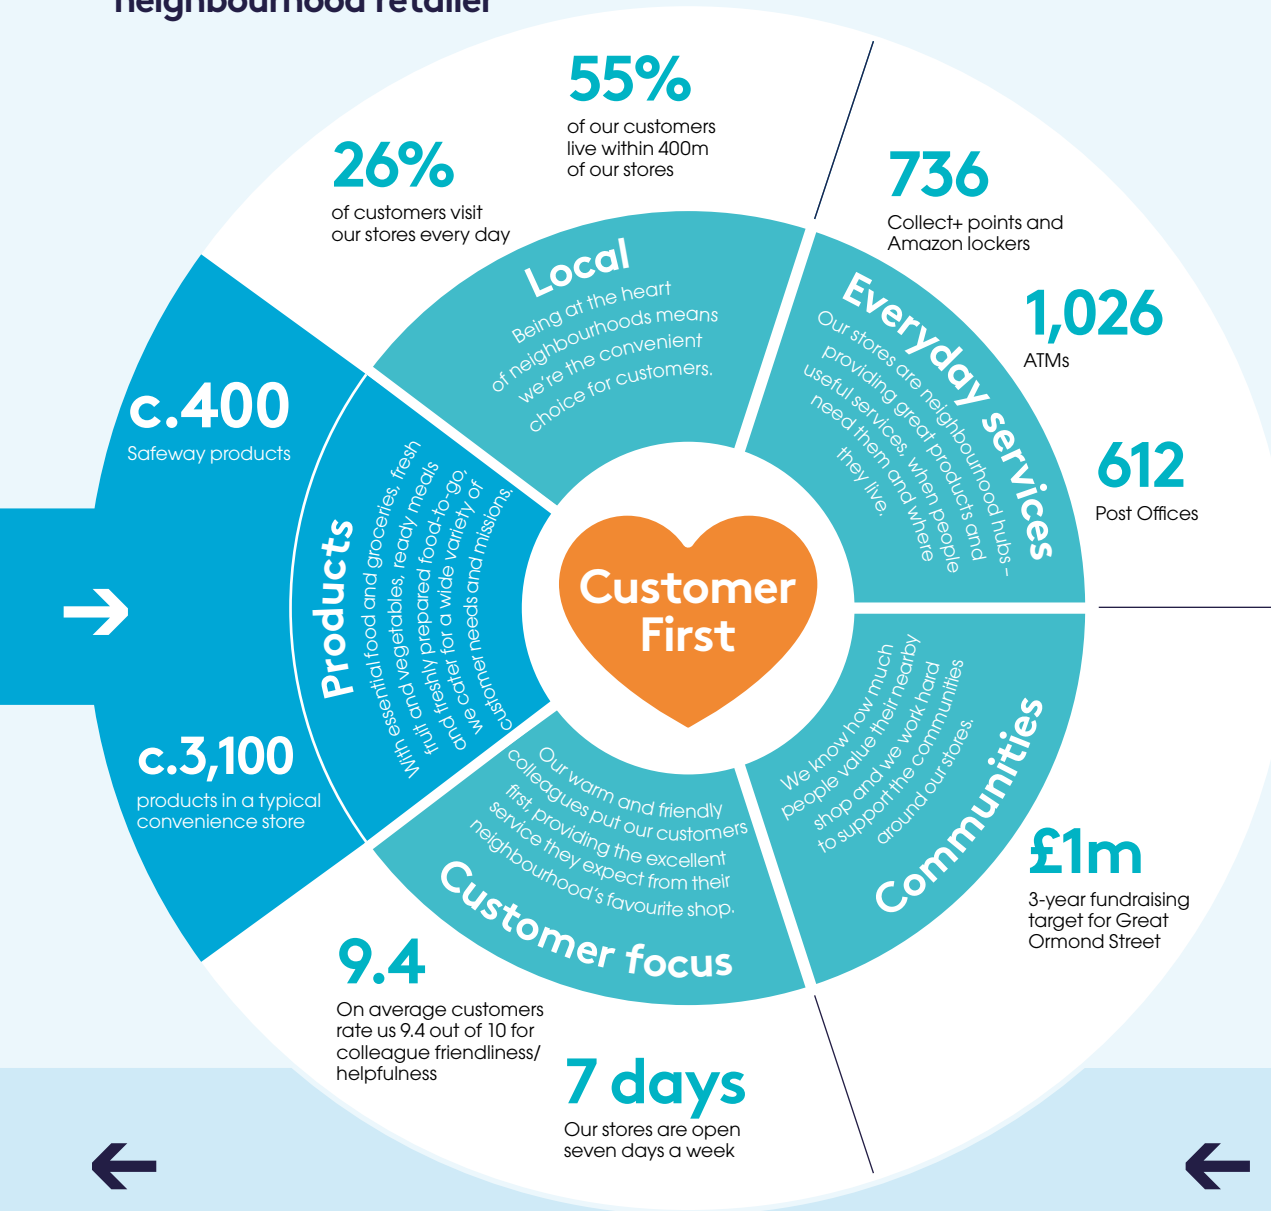 neighbourhood retailer
55%
of our customers
live within 400m
of our stores
26%
of customers visit
our stores every day
736
Collect+ points and
Amazon lockers
1,026
ATMs
612
Post Offices
Local
Being at the heart
of neighbourhoods means
we're the convenient
choice for customers.
Everyday services
Our stores are neighbourhood hubs –
providing great products and
useful services, when people
need them and where
they live.
c.400
Safeway products
c.3,100
products in a typical
convenience store
Products
With essential food and groceries, fresh
fruit and vegetables, ready meals
and freshly prepared food-to-go,
we cater for a wide variety of
customer needs and missions.
Customer
First
We know how much
people value their nearby
shop and we work hard
to support the communities
around our stores.
Communities
£1m
3-year fundraising
target for Great
Ormond Street
Our warm and friendly
colleagues put our customers
first, providing the excellent
service they expect from their
neighbourhood's favourite shop.
Customer focus
9.4
On average customers
rate us 9.4 out of 10 for
colleague friendliness/
helpfulness
7 days
Our stores are open
seven days a week